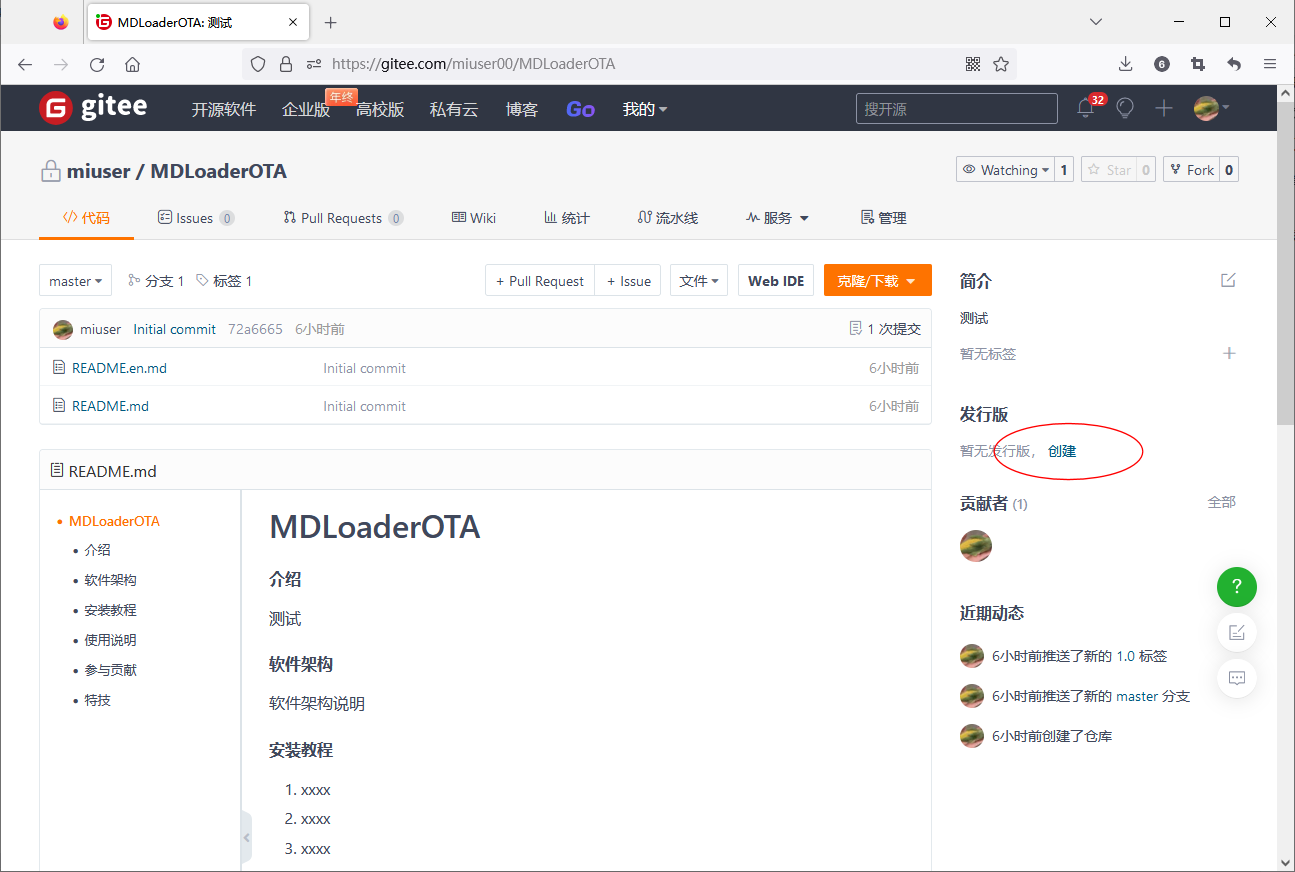 MDLoaderOTA: 测试
https://gitee.com/miuser00/MDLoaderOTA
6
gitee 开源软件 企业版 年终 高校版 私有云 博客 Go 我的 搜开源 32
miuser / MDLoaderOTA Watching 1 Star 0 Fork 0
代码 Issues 0 Pull Requests 0 Wiki 统计 流水线 服务 管理
master 分支 1 标签 1 + Pull Request + Issue 文件 Web IDE 克隆/下载
miuser Initial commit 72a6665 6小时前 1 次提交
README.en.md Initial commit 6小时前
README.md Initial commit 6小时前
README.md
MDLoaderOTA
介绍
软件架构
安装教程
使用说明
参与贡献
特技
MDLoaderOTA
介绍
测试
软件架构
软件架构说明
安装教程
1. xxxx
2. xxxx
3. xxxx
简介
测试
暂无标签
发行版
暂无发行版， 创建
贡献者 (1) 全部
近期动态
6小时前推送了新的 1.0 标签
6小时前推送了新的 master 分支
6小时前创建了仓库
?